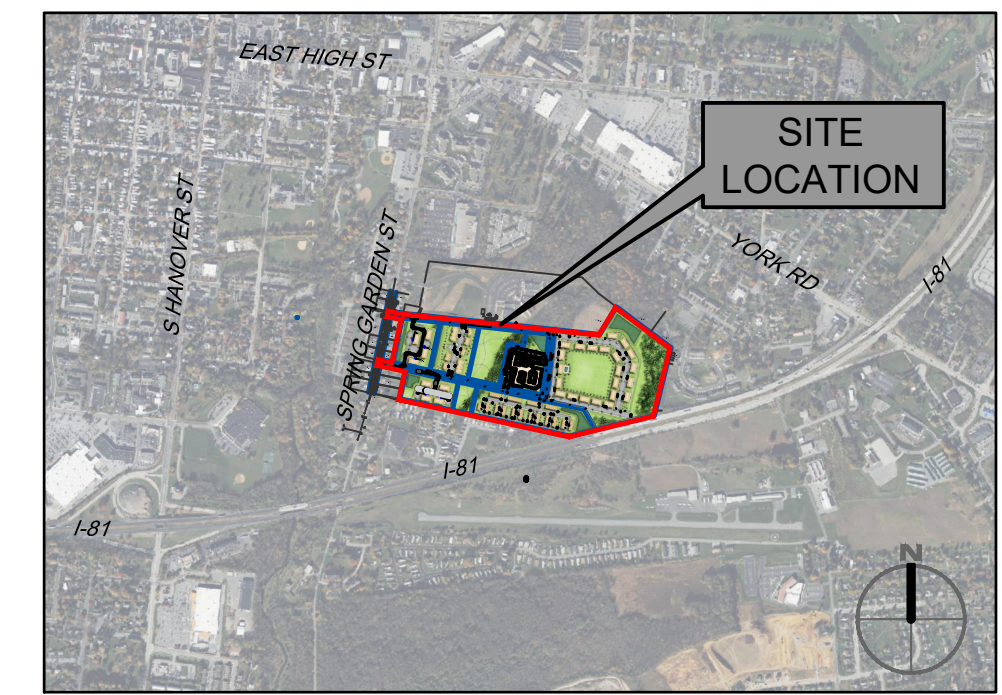 EAST HIGH ST
SITE
LOCATION
S HANOVER ST
SPRING GARDEN ST
YORK RD
I-81
I-81
I-81
N